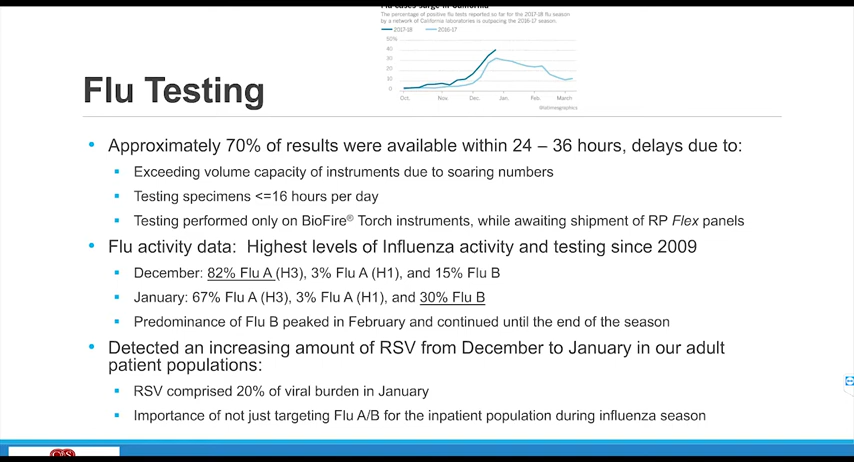 Flu cases surge in California
The percentage of positive flu tests reported so far for the 2017-18 flu season
by a network of California laboratories is outpacing the 2016-17 season.
2017-18 2016-17
50%
40
30
20
10
0
Oct. Nov. Dec. Jan. Feb. March
@latimesgraphics
Flu Testing
• Approximately 70% of results were available within 24 – 36 hours, delays due to:
▪ Exceeding volume capacity of instruments due to soaring numbers
▪ Testing specimens <=16 hours per day
▪ Testing performed only on BioFire® Torch instruments, while awaiting shipment of RP Flex panels
• Flu activity data: Highest levels of Influenza activity and testing since 2009
▪ December: 82% Flu A (H3), 3% Flu A (H1), and 15% Flu B
▪ January: 67% Flu A (H3), 3% Flu A (H1), and 30% Flu B
▪ Predominance of Flu B peaked in February and continued until the end of the season
• Detected an increasing amount of RSV from December to January in our adult
patient populations:
▪ RSV comprised 20% of viral burden in January
▪ Importance of not just targeting Flu A/B for the inpatient population during influenza season